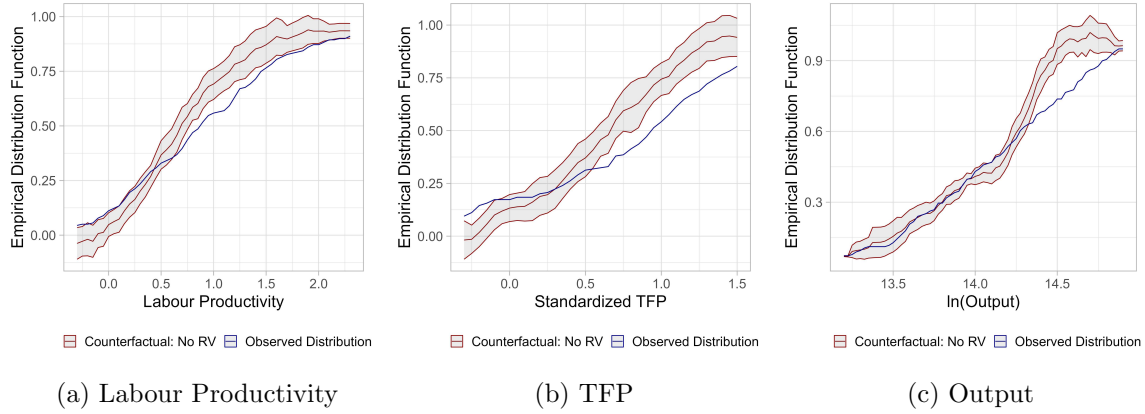 Empirical Distribution Function
1.00
0.75
0.50
0.25
0.00
0.0
0.5
1.0
1.5
2.0
Labour Productivity
Counterfactual: No RV
Observed Distribution
(a) Labour Productivity
Empirical Distribution Function
1.00
0.75
0.50
0.25
0.00
0.0
0.5
1.0
1.5
Standardized TFP
Counterfactual: No RV
Observed Distribution
(b) TFP
Empirical Distribution Function
0.9
0.6
0.3
13.5
14.0
14.5
ln(Output)
Counterfactual: No RV
Observed Distribution
(c) Output